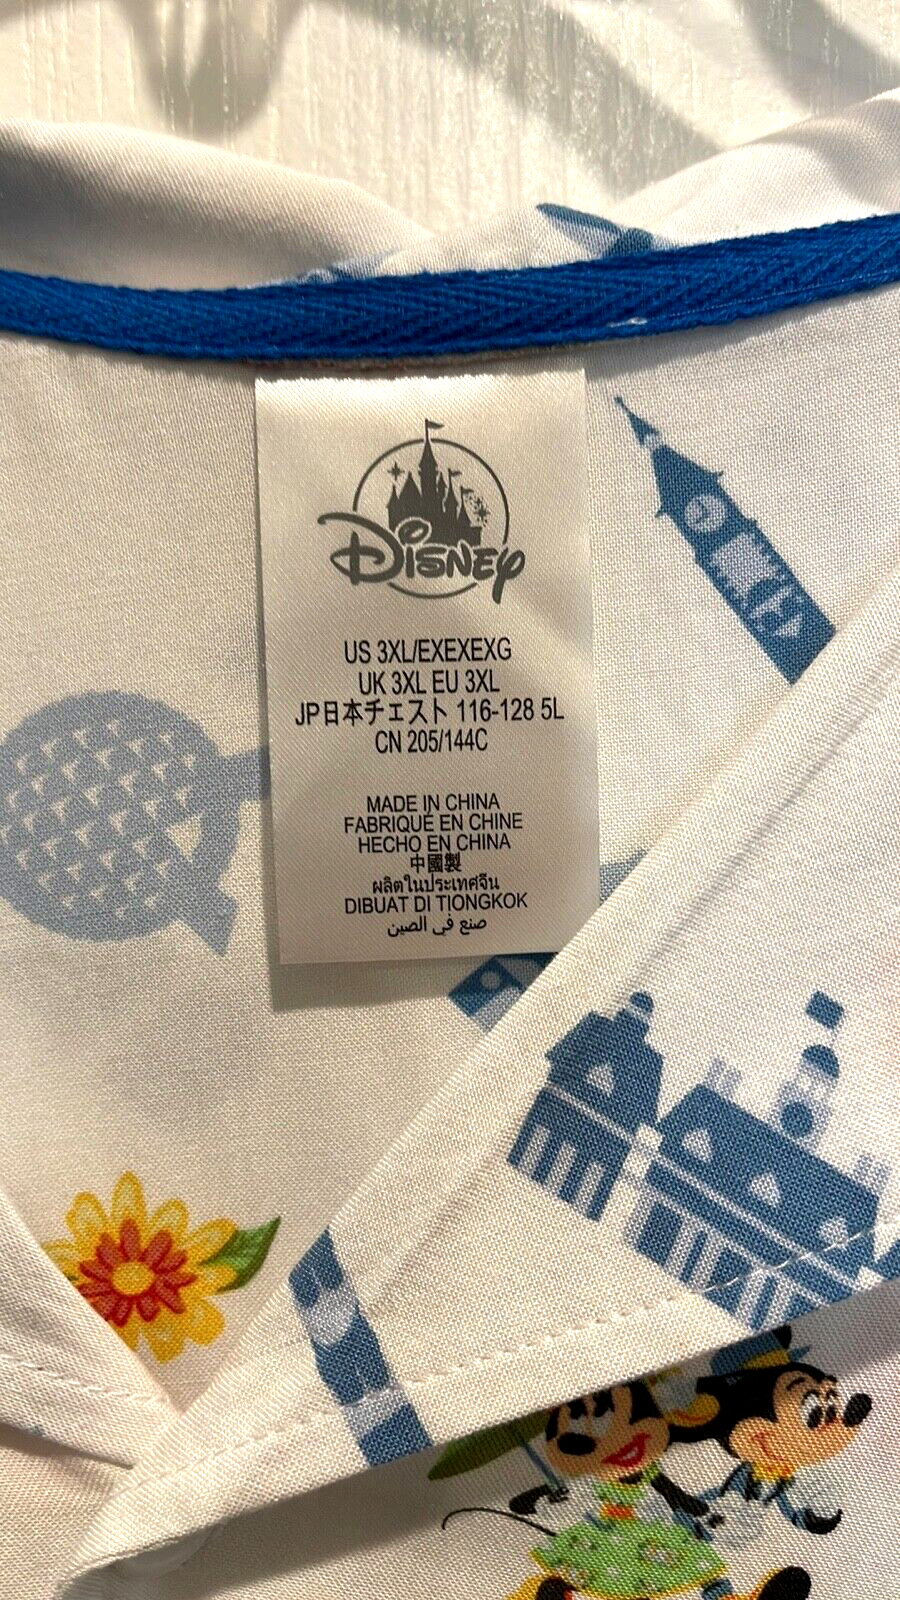 Disney
US 3XL/EXEXEXG
UK 3XL EU 3XL
JP日本チェスト 116-128 5L
CN 205/144C
MADE IN CHINA
FABRIQUÉ EN CHINE
HECHO EN CHINA
中國製
ผลิตในประเทศจีน
DIBUAT DI TIONGKOK
صنع في الصين